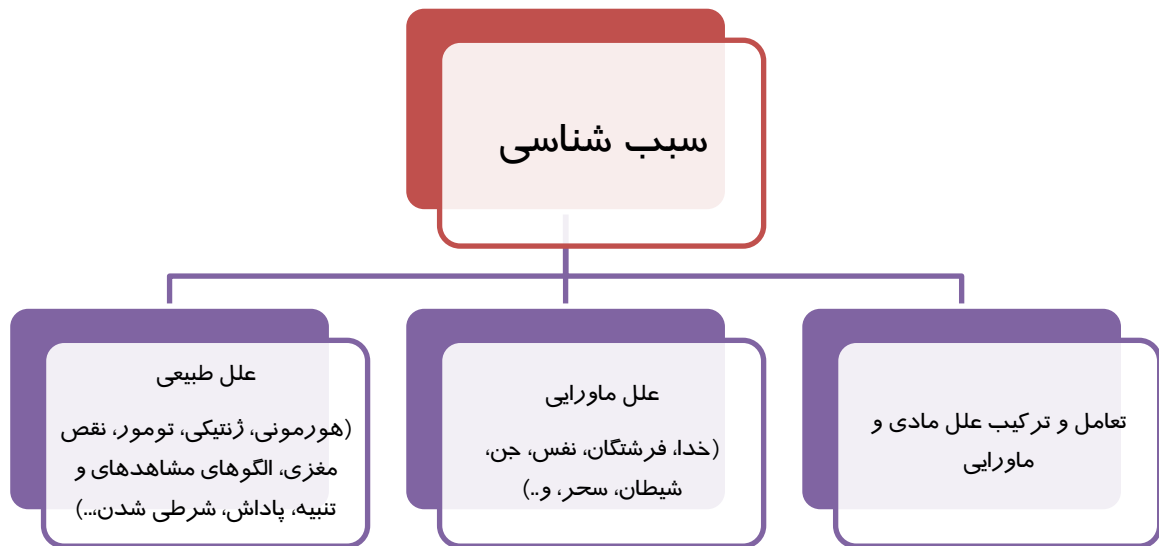 سبب شناسی
علل طبیعی
(هورمونی، ژنتیکی، تومور، نقص
مغزی، الگوهای مشاهدهای و
تنبیه، پاداش، شرطی شدن،..)
علل ماورایی
(خدا، فرشتگان، نفس، جن،
شیطان، سحر، و..)
تعامل و ترکیب علل مادی و
ماورایی